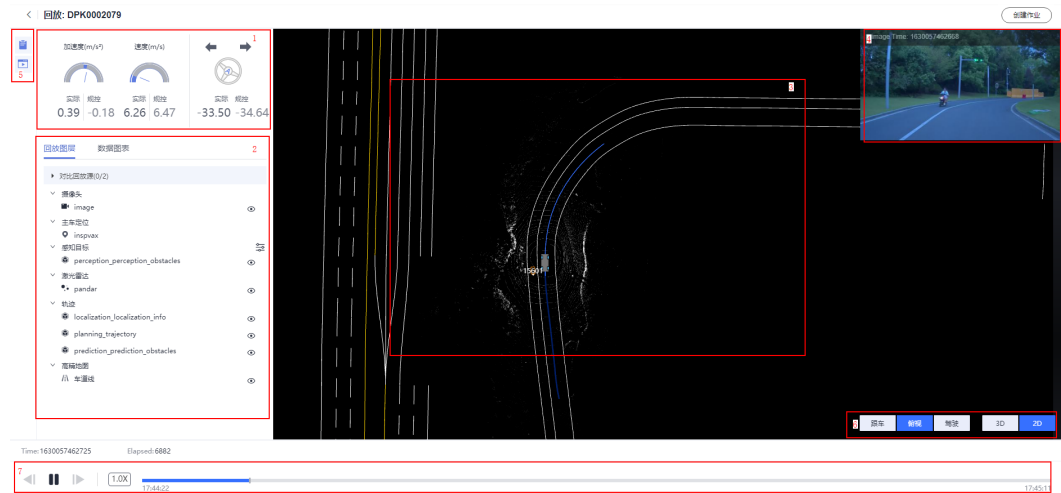 回放: DPK0002079
创建作业
1
加速度(m/s²) 速度(m/s)
实际 规控 实际 规控 实际 规控
0.39 -0.18 6.26 6.47 -33.50 -34.64
5
回放图层 数据图表 2
对比回放源(0/2)
摄像头
image
主车定位
inspvax
感知目标
perception_perception_obstacles
激光雷达
pandar
轨迹
localization_localization_info
planning_trajectory
prediction_prediction_obstacles
高精地图
车道线
3
15601
4
Image Time: 1630057462668
跟车 俯视 驾驶 3D 2D
Time:1630057462725 Elapsed:6882
7
1.0X
17:44:22 17:45:11